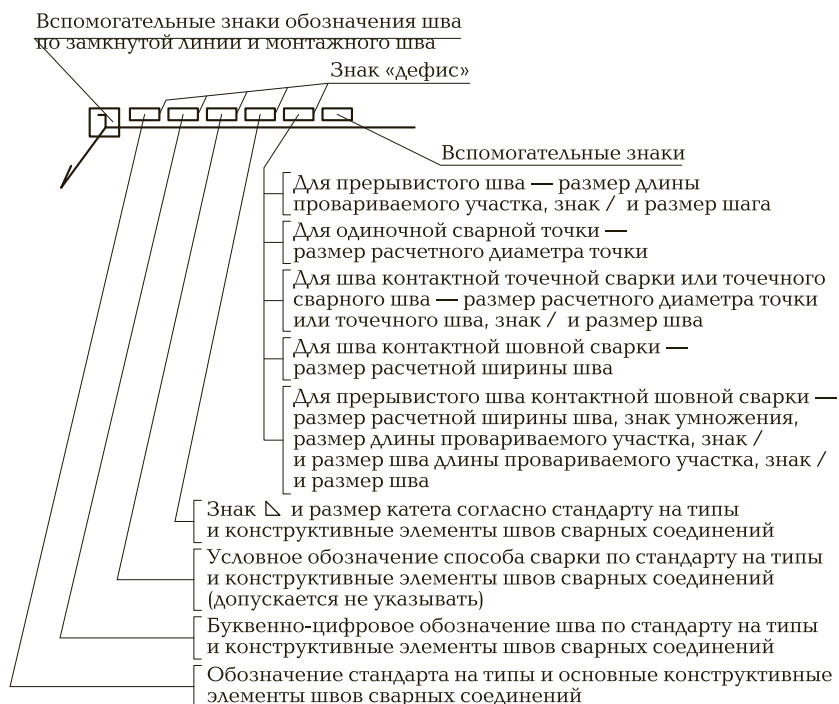 Вспомогательные знаки обозначения шва
по замкнутой линии и монтажного шва
Знак «дефис»
Вспомогательные знаки
Для прерывистого шва — размер длины
провариваемого участка, знак / и размер шага
Для одиночной сварной точки —
размер расчетного диаметра точки
Для шва контактной точечной сварки или точечного
сварного шва — размер расчетного диаметра точки
или точечного шва, знак / и размер шва
Для шва контактной шовной сварки —
размер расчетной ширины шва
Для прерывистого шва контактной шовной сварки —
размер расчетной ширины шва, знак умножения,
размер длины провариваемого участка, знак /
и размер шва длины провариваемого участка, знак /
и размер шва
Знак ⊿ и размер катета согласно стандарту на типы
и конструктивные элементы швов сварных соединений
Условное обозначение способа сварки по стандарту на типы
и конструктивные элементы швов сварных соединений
(допускается не указывать)
Буквенно-цифровое обозначение шва по стандарту на типы
и конструктивные элементы швов сварных соединений
Обозначение стандарта на типы и основные конструктивные
элементы швов сварных соединений